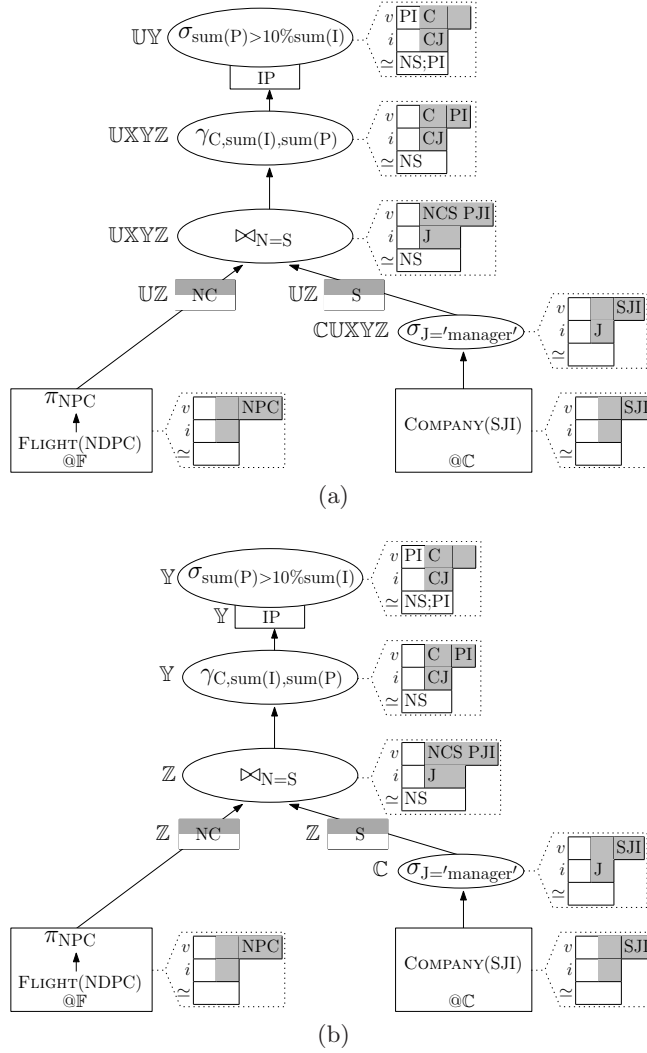 𝕌𝕐 σsum(P)>10%sum(I) v PI C
i CJ
IP ≃ NS;PI
𝕌𝕏𝕐ℤ γC,sum(I),sum(P) v C PI
i CJ
≃ NS
𝕌𝕏𝕐ℤ ⋈N=S v NCS PJI
i J
≃ NS
𝕌ℤ NC 𝕌ℤ S
ℂ𝕌𝕏𝕐ℤ σJ='manager' v SJI
i J
≃
πNPC v NPC
FLIGHT(NDPC) i
@𝔽 ≃
COMPANY(SJI) v SJI
i
@ℂ ≃
(a)
𝕐 σsum(P)>10%sum(I) v PI C
i CJ
𝕐 IP ≃ NS;PI
𝕐 γC,sum(I),sum(P) v C PI
i CJ
≃ NS
ℤ ⋈N=S v NCS PJI
i J
≃ NS
ℤ NC ℤ S
ℂ σJ='manager' v SJI
i J
≃
πNPC v NPC
FLIGHT(NDPC) i
@𝔽 ≃
COMPANY(SJI) v SJI
i
@ℂ ≃
(b)